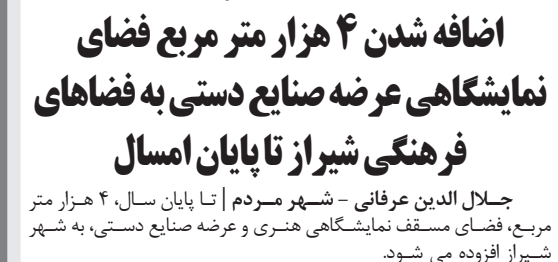 اضافه شدن ۴ هزار متر مربع فضای
نمایشگاهی عرضه صنایع دستی به فضاهای
فرهنگی شیراز تا پایان امسال
جلال الدین عرفانی - شهر مردم | تا پایان سال، ۴ هزار متر
مربع، فضای مسقف نمایشگاهی هنری و عرضه صنایع دستی، به شهر
شیراز افزوده می شود.